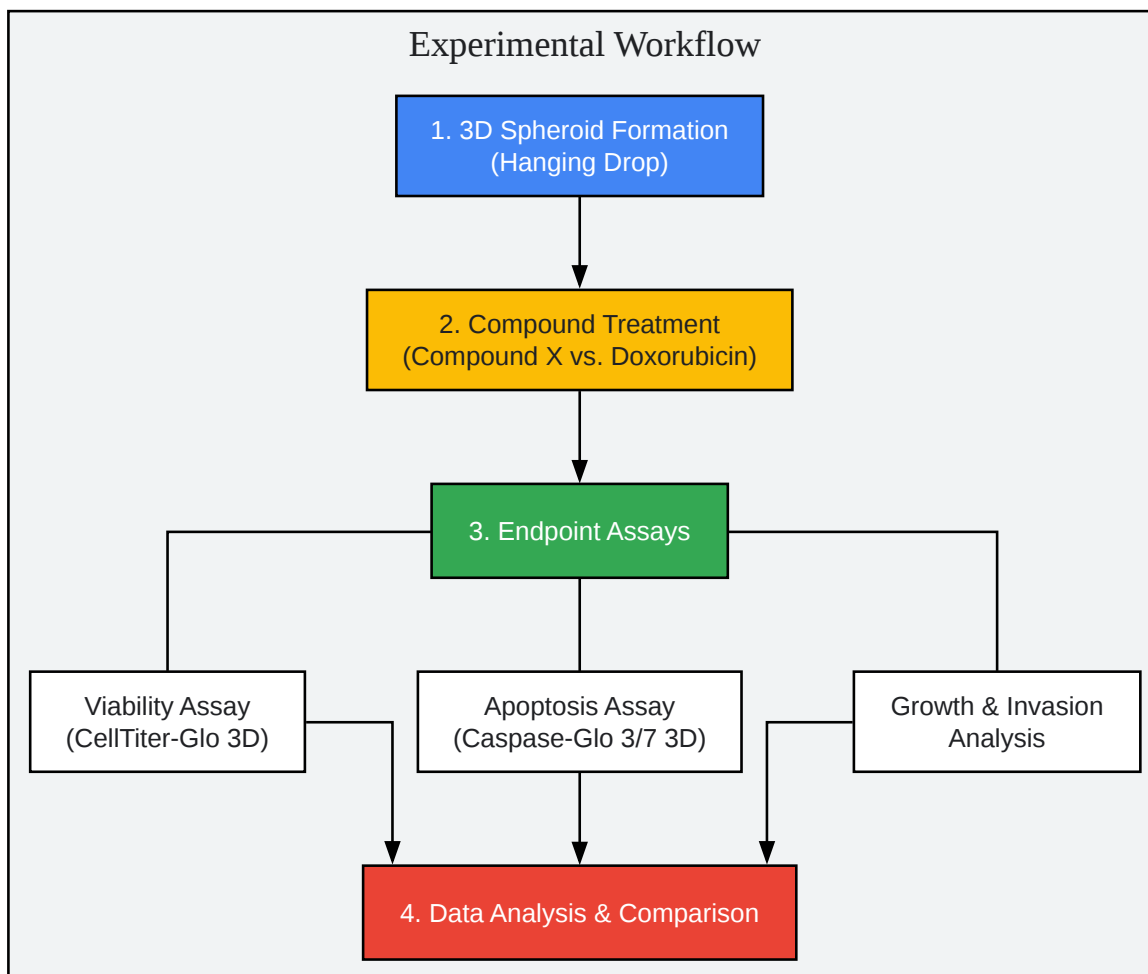 Experimental Workflow
1. 3D Spheroid Formation
(Hanging Drop)
2. Compound Treatment
(Compound X vs. Doxorubicin)
3. Endpoint Assays
Viability Assay
(CellTiter-Glo 3D)
Apoptosis Assay
(Caspase-Glo 3/7 3D)
Growth & Invasion
Analysis
4. Data Analysis & Comparison